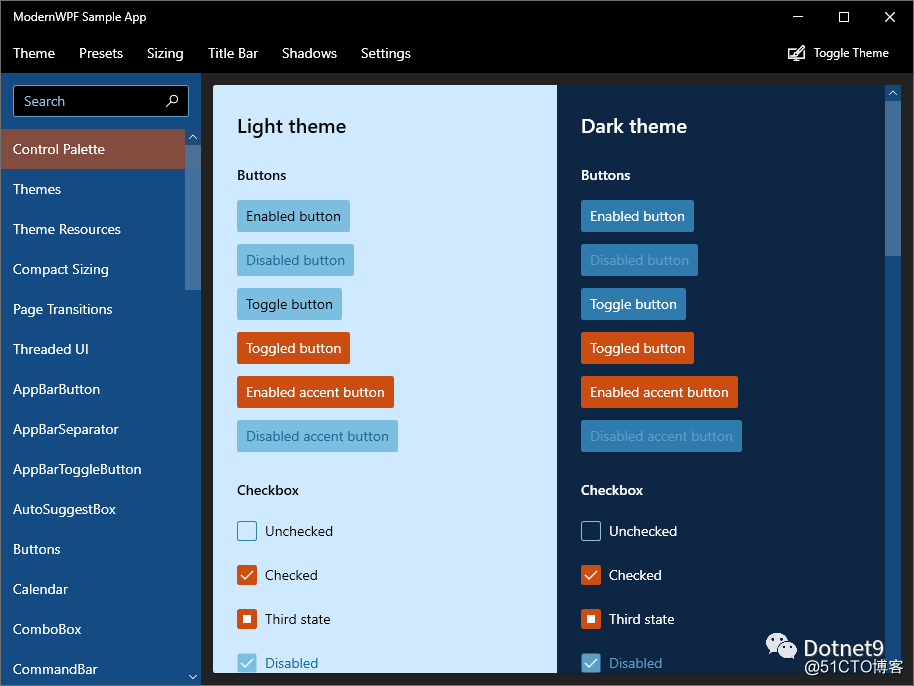 ModernWPF Sample App
Theme Presets Sizing Title Bar Shadows Settings Toggle Theme
Search
Control Palette
Themes
Theme Resources
Compact Sizing
Page Transitions
Threaded UI
AppBarButton
AppBarSeparator
AppBarToggleButton
AutoSuggestBox
Buttons
Calendar
ComboBox
CommandBar
Light theme
Buttons
Enabled button
Disabled button
Toggle button
Toggled button
Enabled accent button
Disabled accent button
Checkbox
Unchecked
Checked
Third state
Disabled
Dark theme
Buttons
Enabled button
Disabled button
Toggle button
Toggled button
Enabled accent button
Disabled accent button
Checkbox
Unchecked
Checked
Third state
Disabled
Dotnet9
@51CTO博客